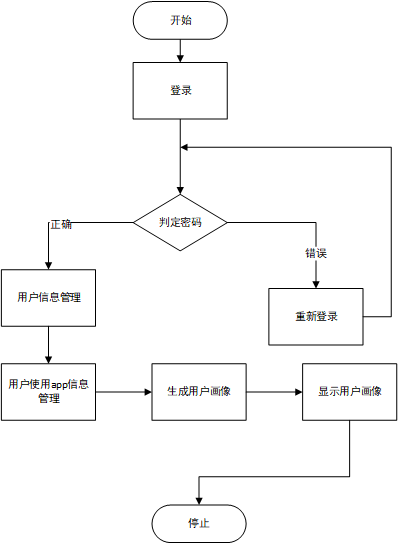 开始
登录
判定密码
正确
错误
用户信息管理
重新登录
用户使用app信息
管理
生成用户画像
显示用户画像
停止